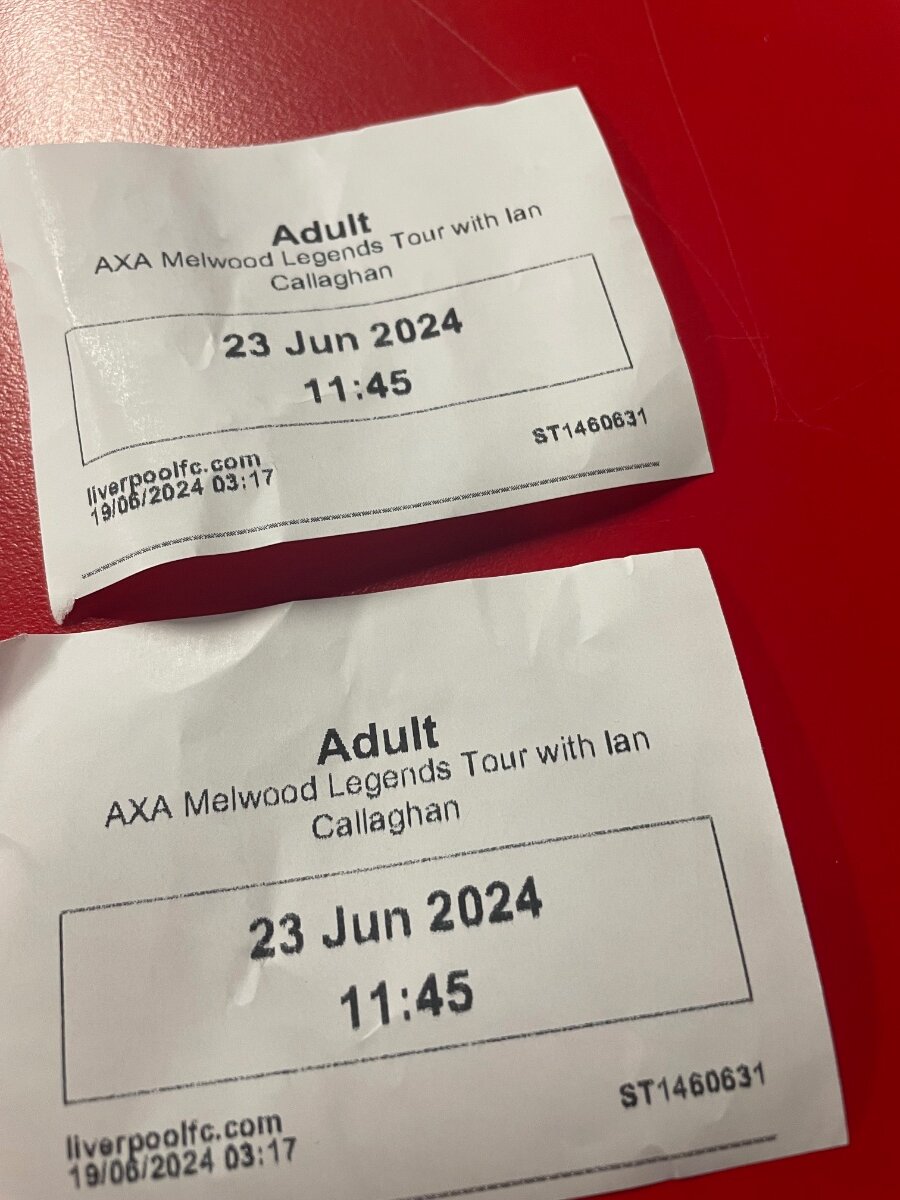 Adult
AXA Melwood Legends Tour with Ian
Callaghan
23 Jun 2024
11:45
ST1460631
liverpoolfc.com
19/06/2024 03:17
Adult
AXA Melwood Legends Tour with Ian
Callaghan
23 Jun 2024
11:45
ST1460631
liverpoolfc.com
19/06/2024 03:17